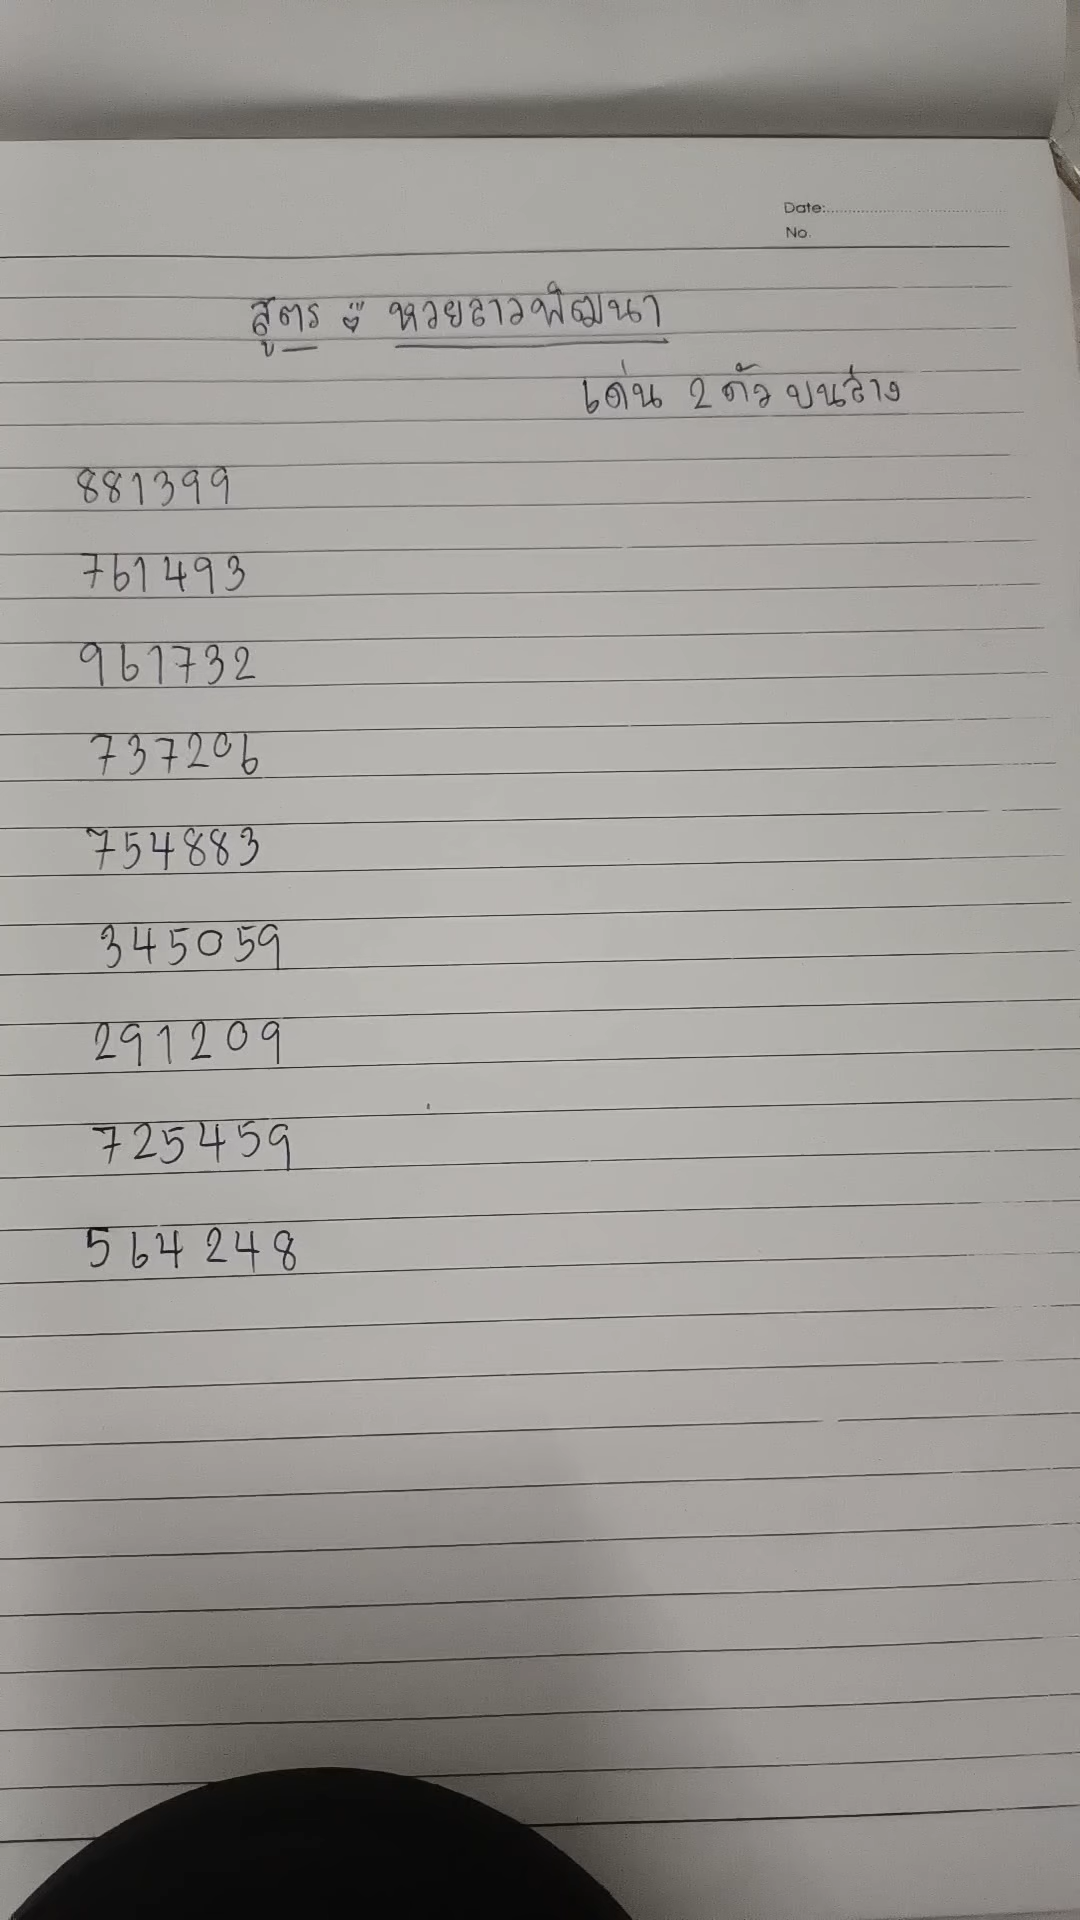 Date:
No.
สูตร หวยลาวพัฒนา
เด่น 2 ตัว บนล่าง
881399
761493
961732
737206
754883
345059
291209
725459
564248